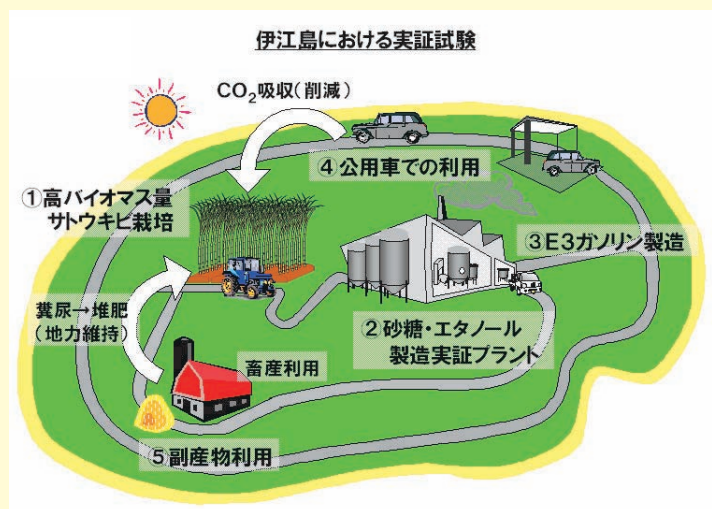 伊江島における実証試験
CO₂吸収(削減)
④公用車での利用
①高バイオマス量
サトウキビ栽培
③E3ガソリン製造
糞尿→堆肥
(地力維持)
②砂糖・エタノール
製造実証プラント
畜産利用
⑤副産物利用